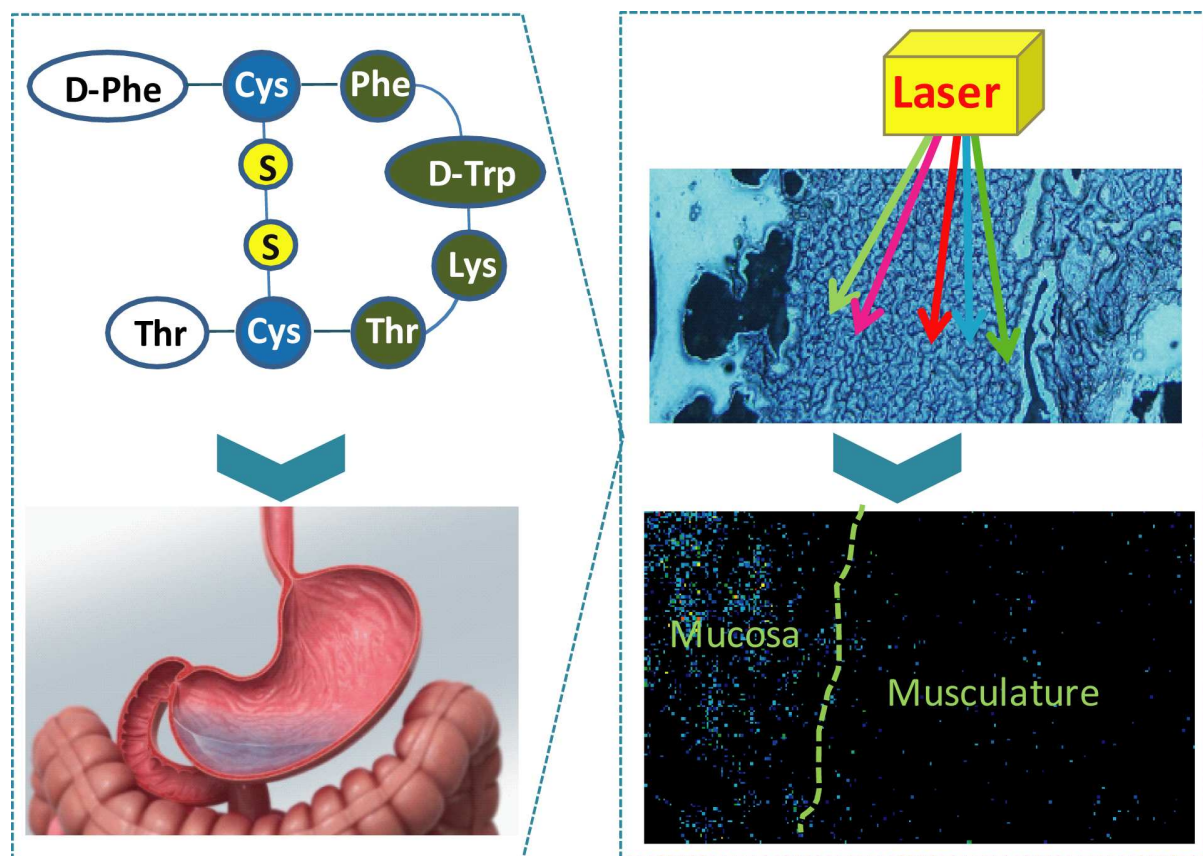 D-Phe
Cys
Phe
S
D-Trp
S
Lys
Thr
Cys
Thr
Laser
Mucosa
Musculature